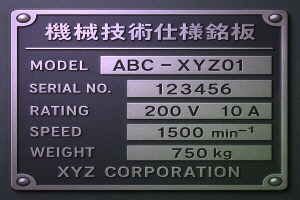 機械技術仕様銘板
MODEL ABC-XYZ01
SERIAL NO. 123456
RATING 200 V 10 A
SPEED 1500 min⁻¹
WEIGHT 750 kg
XYZ CORPORATION